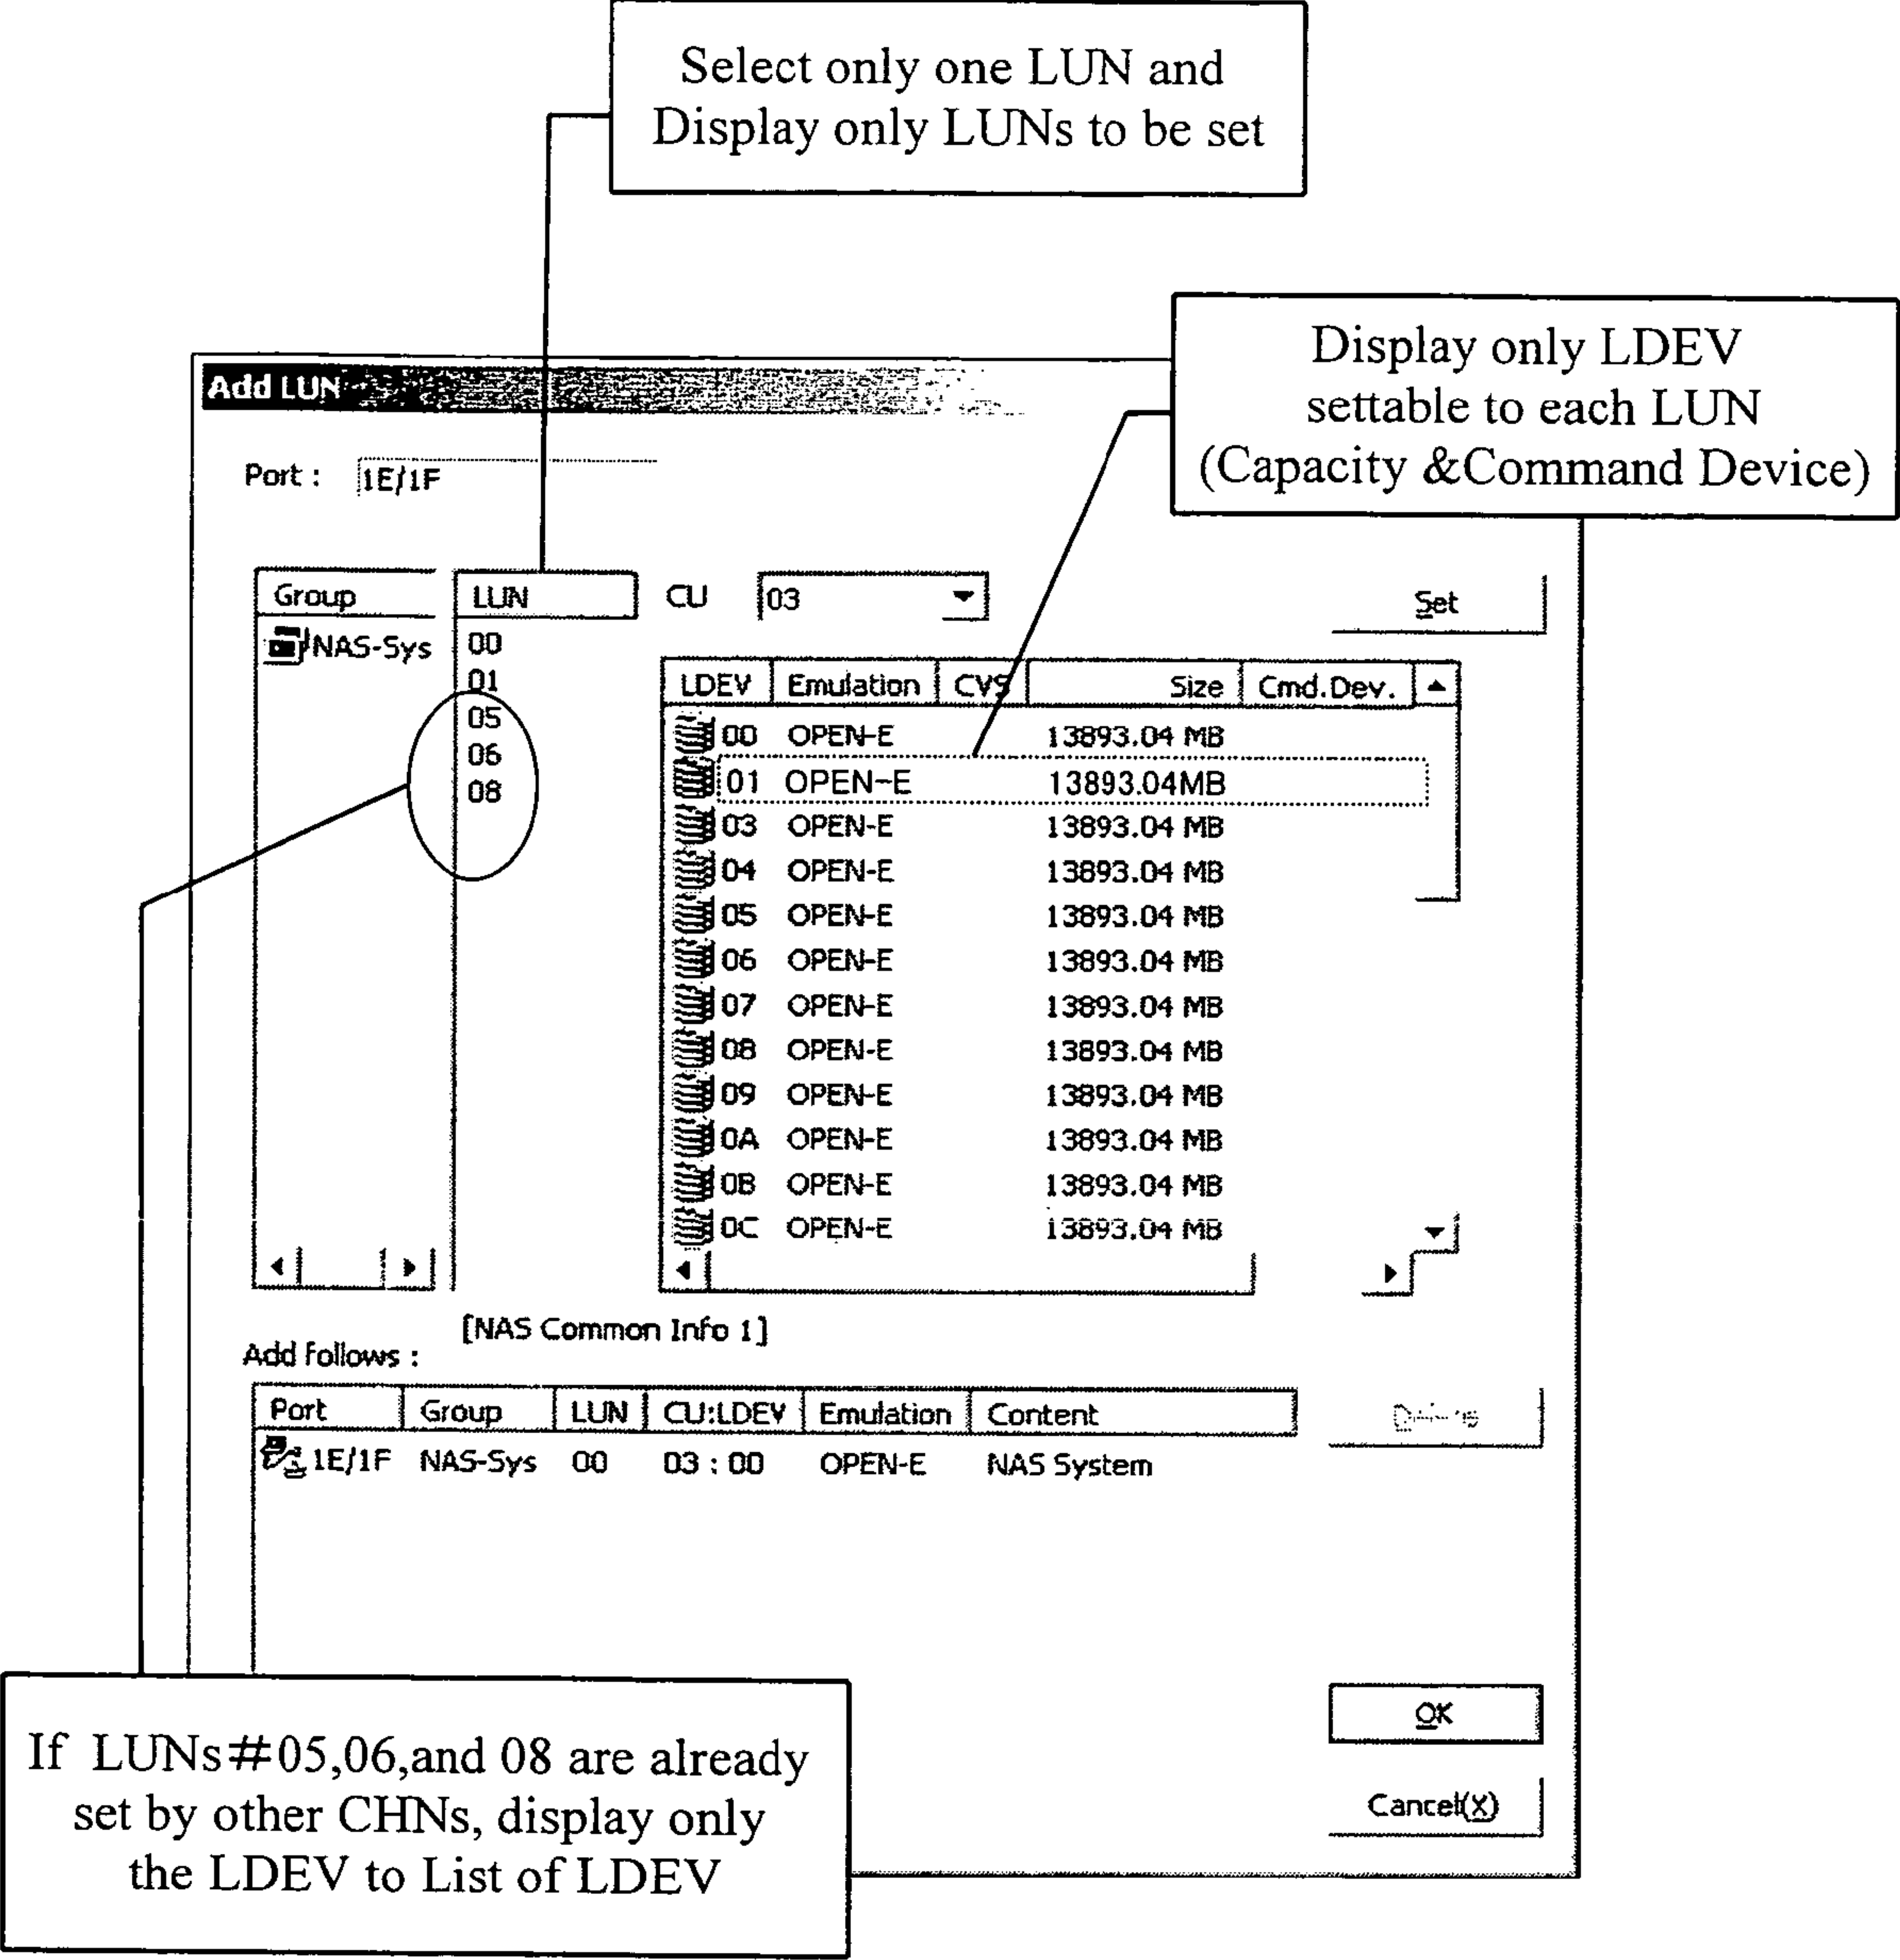 Select only one LUN and
Display only LUNs to be set
Display only LDEV
settable to each LUN
(Capacity &Command Device)
Add LUN
Port : 1E/1F
Group
NAS-Sys
LUN
00
01
05
06
08
CU 03
Set
LDEV Emulation CVS Size Cmd.Dev.
00 OPEN-E 13893.04 MB
01 OPEN-E 13893.04MB
03 OPEN-E 13893.04 MB
04 OPEN-E 13893.04 MB
05 OPEN-E 13893.04 MB
06 OPEN-E 13893.04 MB
07 OPEN-E 13893.04 MB
08 OPEN-E 13893.04 MB
09 OPEN-E 13893.04 MB
0A OPEN-E 13893.04 MB
0B OPEN-E 13893.04 MB
0C OPEN-E 13893.04 MB
[NAS Common Info 1]
Add follows :
Port Group LUN CU:LDEV Emulation Content
1E/1F NAS-Sys 00 03 : 00 OPEN-E NAS System
OK
Cancel(X)
If LUNs#05,06,and 08 are already
set by other CHNs, display only
the LDEV to List of LDEV